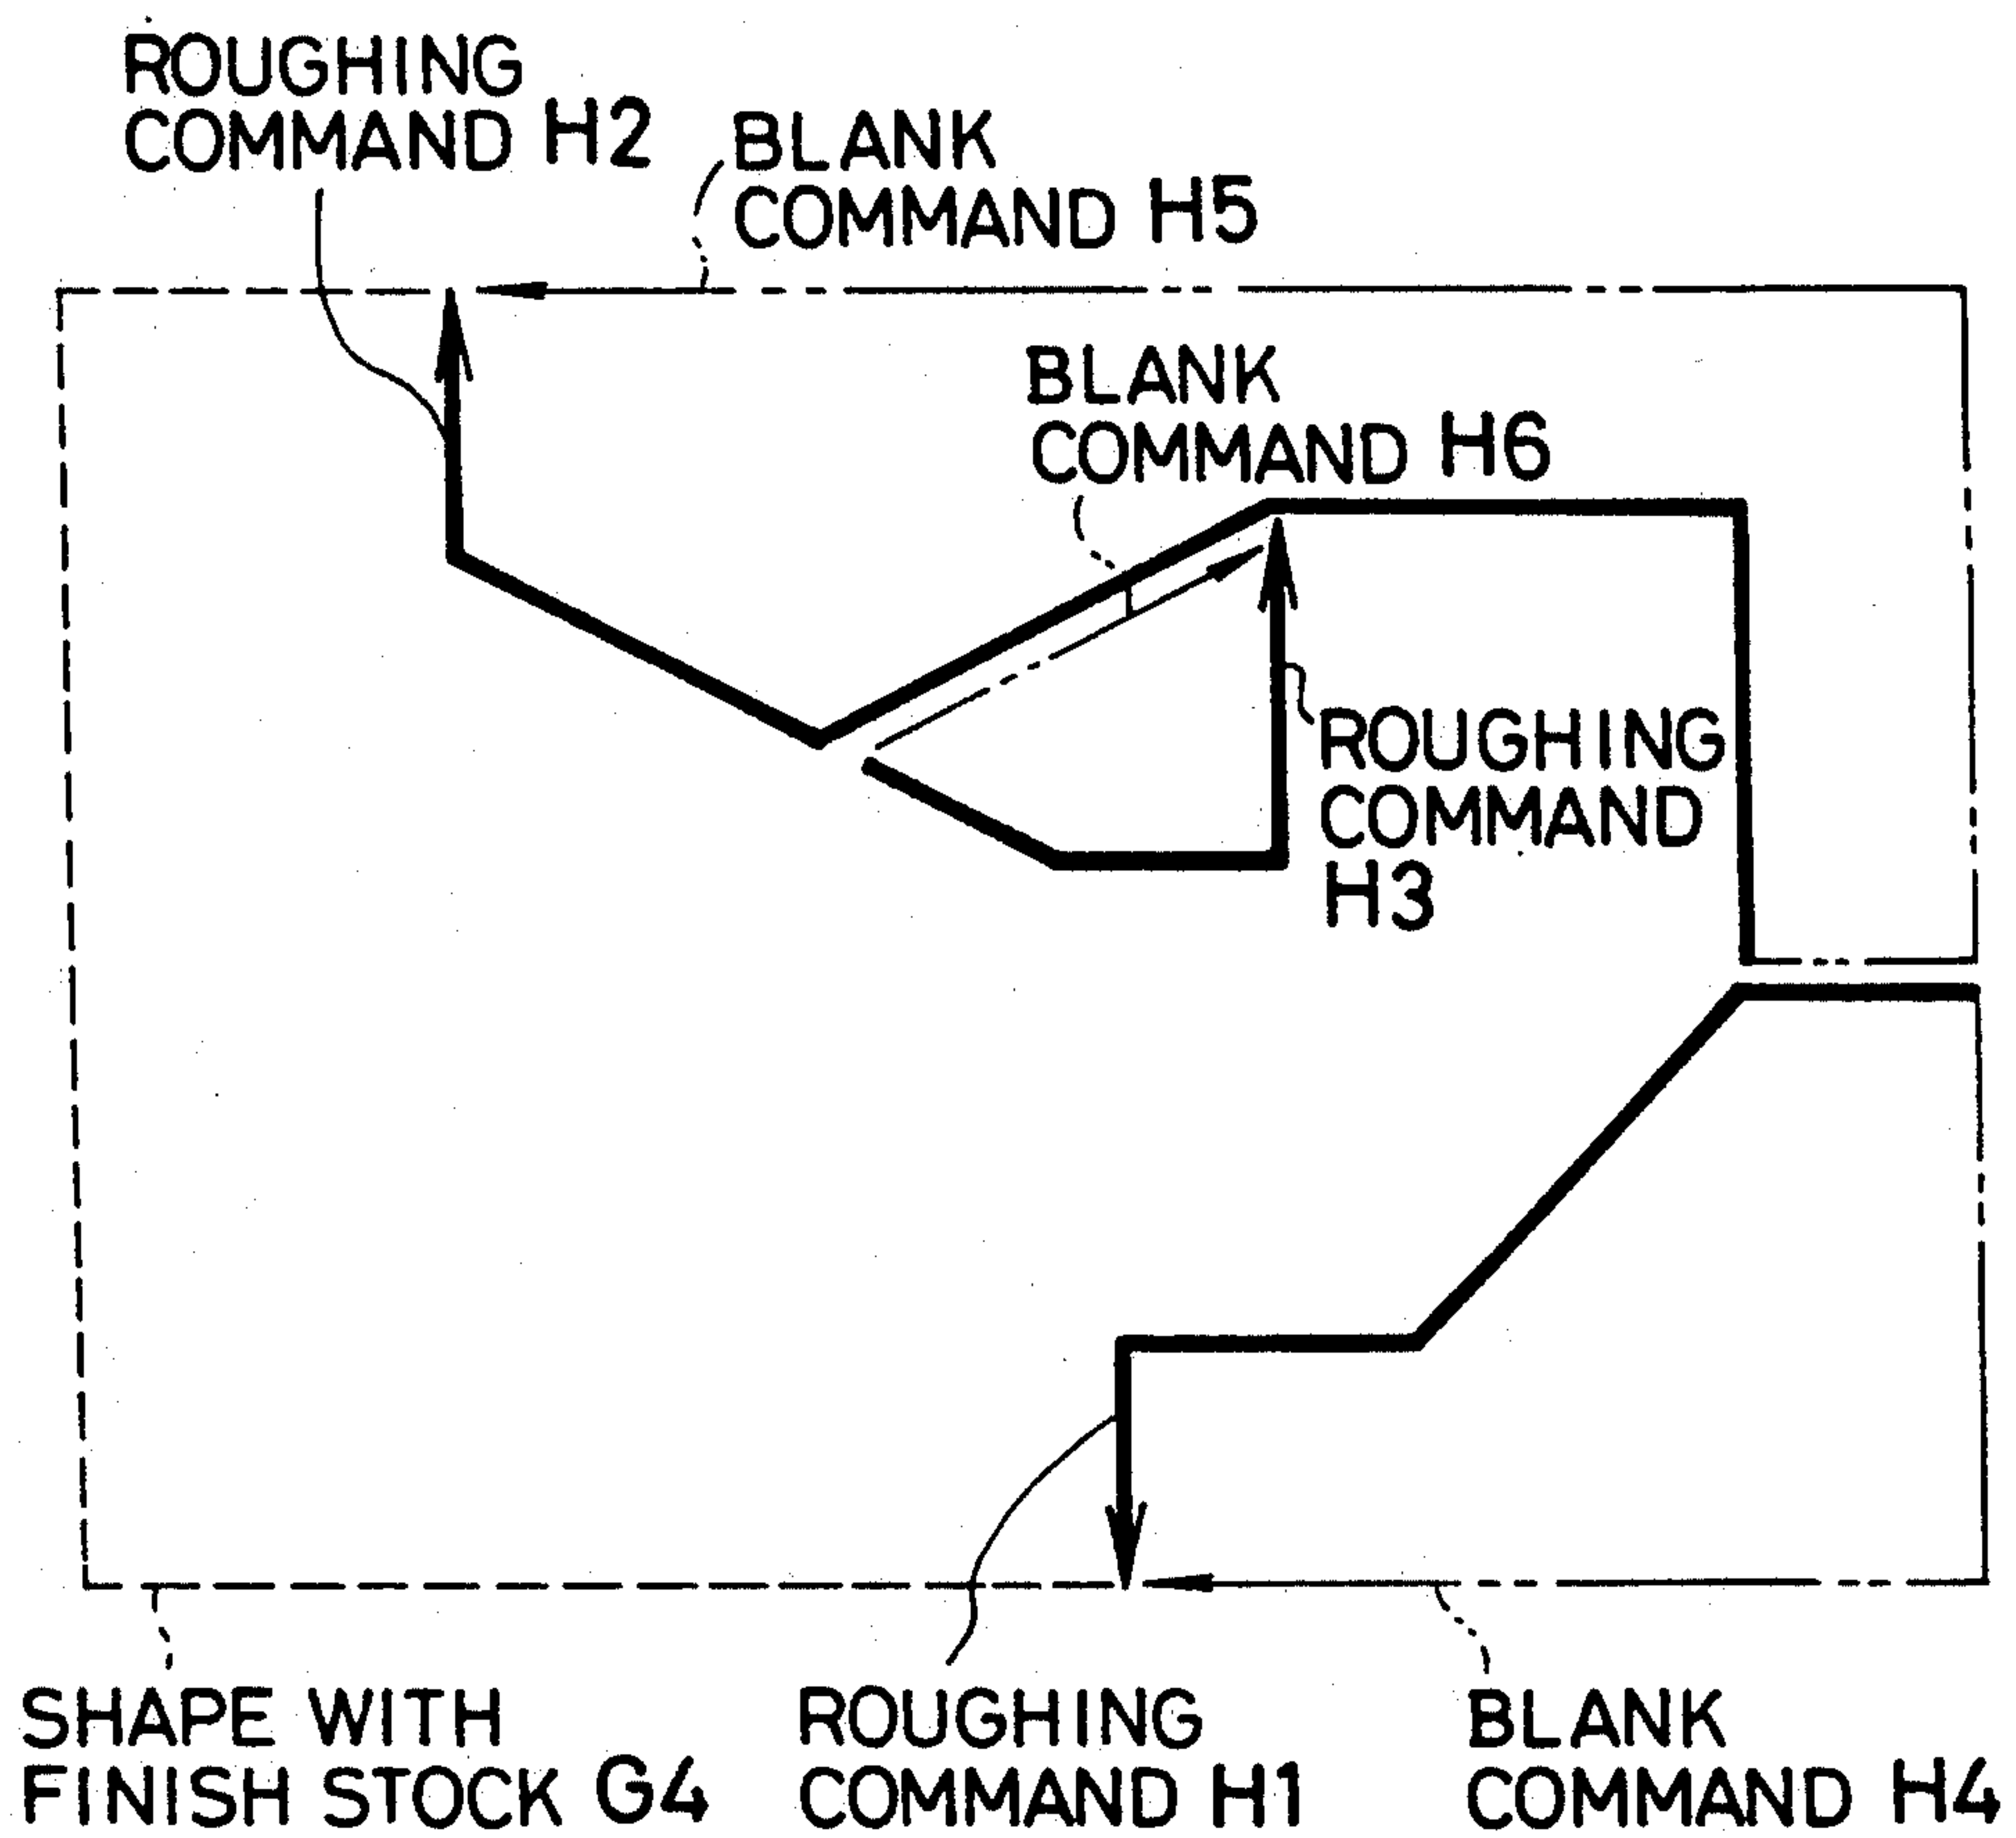 ROUGHING
COMMAND H2
BLANK
COMMAND H5
BLANK
COMMAND H6
ROUGHING
COMMAND
H3
SHAPE WITH
FINISH STOCK G4
ROUGHING
COMMAND H1
BLANK
COMMAND H4